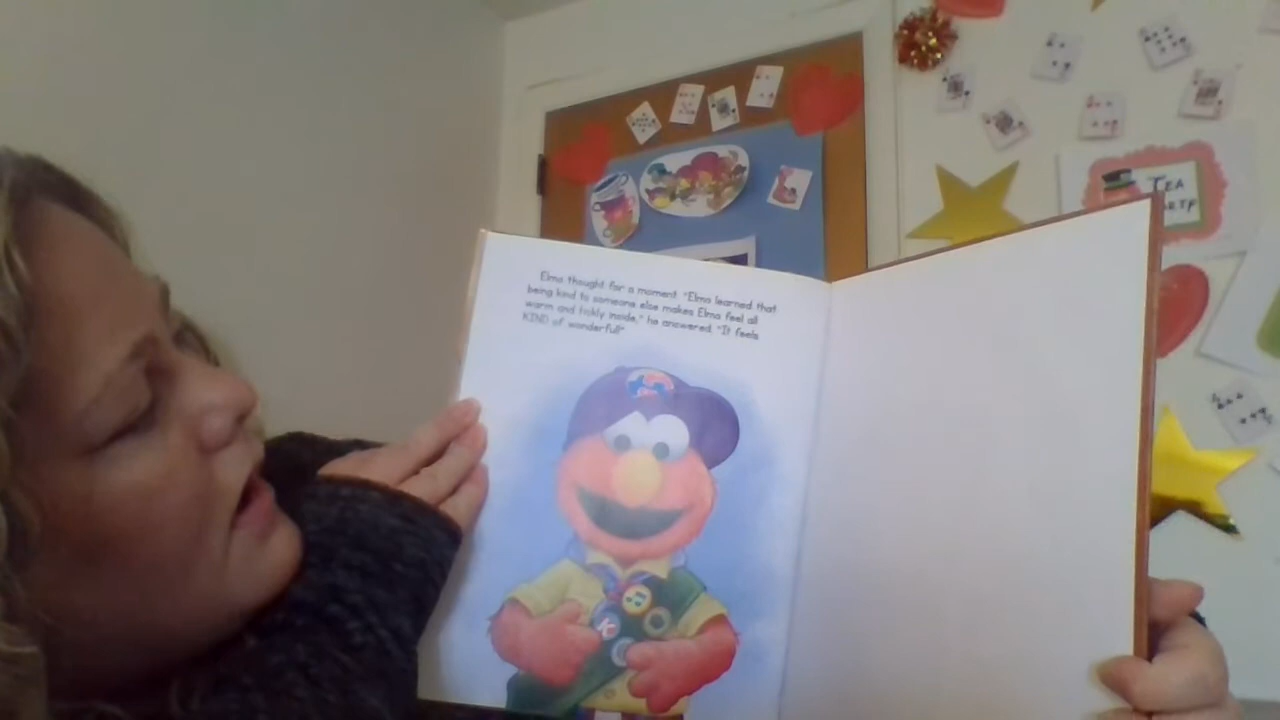 Elmo thought for a moment. "Elmo learned that
being kind to someone else makes Elmo feel all
warm and tickly inside," he answered. "It feels
KIND of wonderful!"
K
TEA